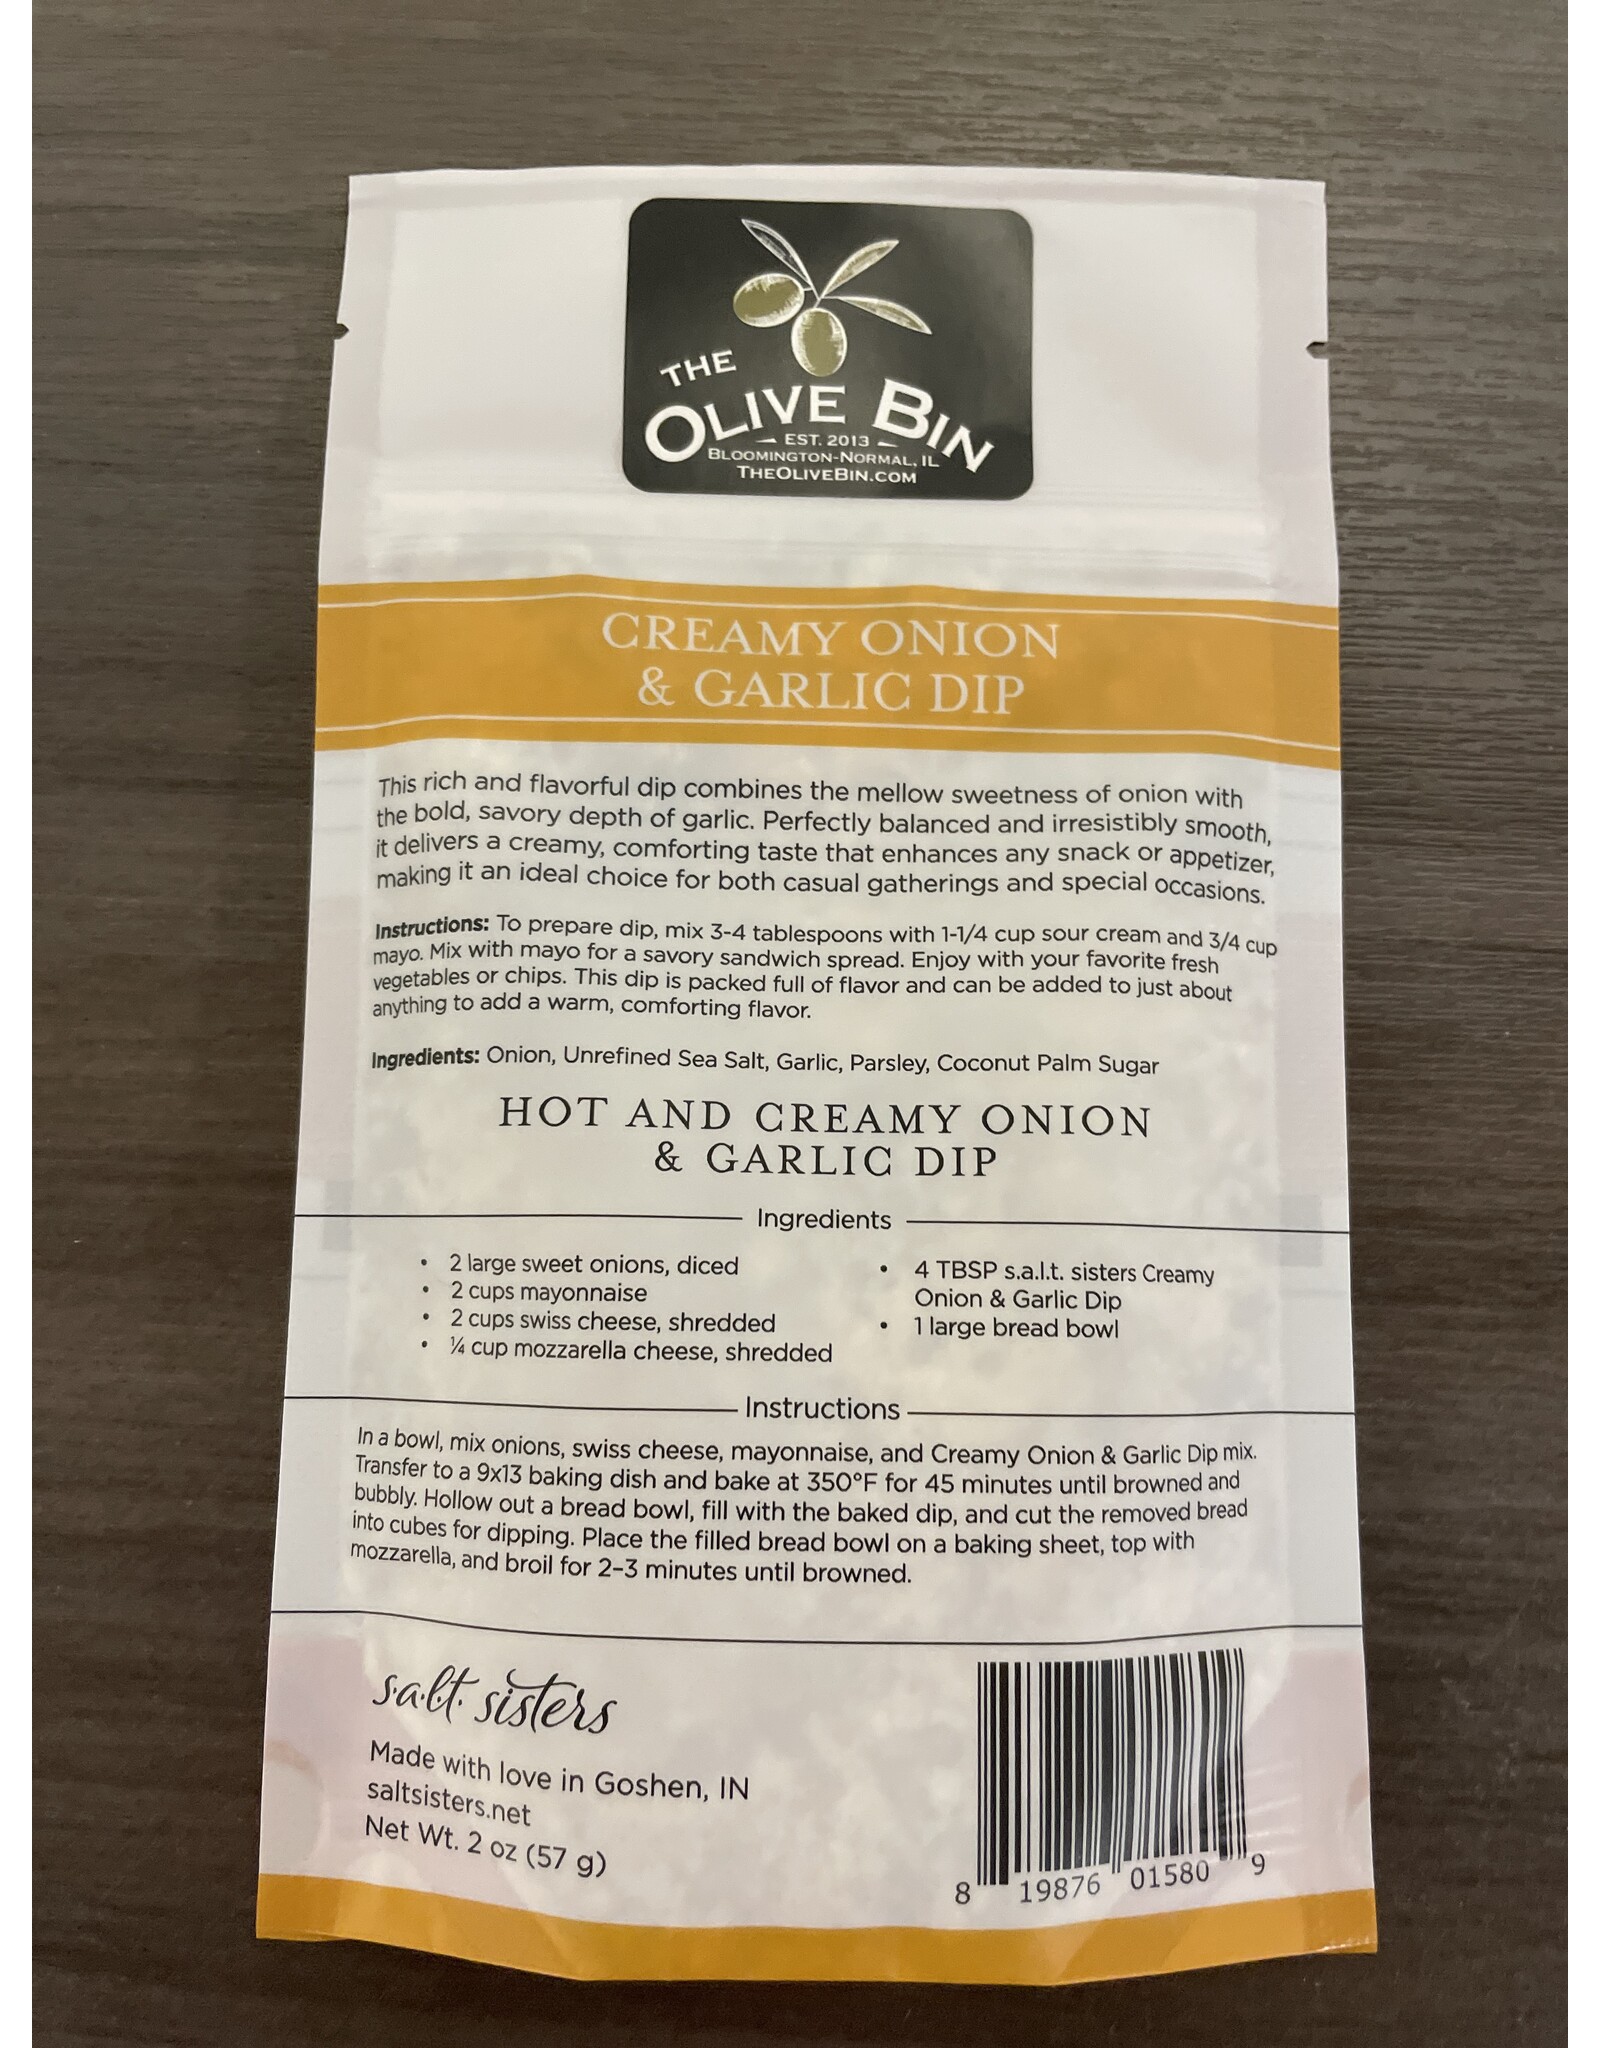 THE
OLIVE BIN
EST. 2013
BLOOMINGTON-NORMAL, IL
THEOLIVEBIN.COM
CREAMY ONION
& GARLIC DIP
This rich and flavorful dip combines the mellow sweetness of onion with
the bold, savory depth of garlic. Perfectly balanced and irresistibly smooth,
it delivers a creamy, comforting taste that enhances any snack or appetizer,
making it an ideal choice for both casual gatherings and special occasions.
Instructions: To prepare dip, mix 3-4 tablespoons with 1-1/4 cup sour cream and 3/4 cup
mayo. Mix with mayo for a savory sandwich spread. Enjoy with your favorite fresh
vegetables or chips. This dip is packed full of flavor and can be added to just about
anything to add a warm, comforting flavor.
Ingredients: Onion, Unrefined Sea Salt, Garlic, Parsley, Coconut Palm Sugar
HOT AND CREAMY ONION
& GARLIC DIP
Ingredients
• 2 large sweet onions, diced
• 2 cups mayonnaise
• 2 cups swiss cheese, shredded
• ¼ cup mozzarella cheese, shredded
• 4 TBSP s.a.l.t. sisters Creamy
Onion & Garlic Dip
• 1 large bread bowl
Instructions
In a bowl, mix onions, swiss cheese, mayonnaise, and Creamy Onion & Garlic Dip mix.
Transfer to a 9x13 baking dish and bake at 350°F for 45 minutes until browned and
bubbly. Hollow out a bread bowl, fill with the baked dip, and cut the removed bread
into cubes for dipping. Place the filled bread bowl on a baking sheet, top with
mozzarella, and broil for 2–3 minutes until browned.
s.a.l.t. sisters
Made with love in Goshen, IN
saltsisters.net
Net Wt. 2 oz (57 g)
8 19876 01580 9